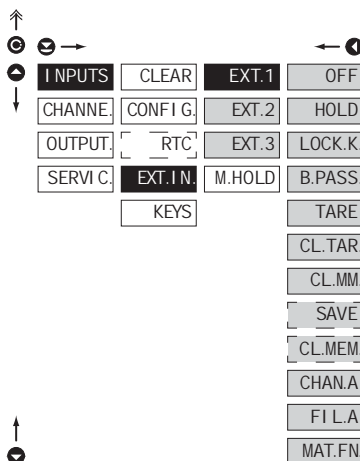 INPUTS CLEAR EXT.1 OFF
CHANNE. CONFIG. EXT.2 HOLD
OUTPUT. RTC EXT.3 LOCK.K.
SERVIC. EXT.IN. M.HOLD B.PASS.
KEYS TARE
CL.TAR.
CL.MM.
SAVE
CL.MEM.
CHAN.A
FIL.A
MAT.FN.